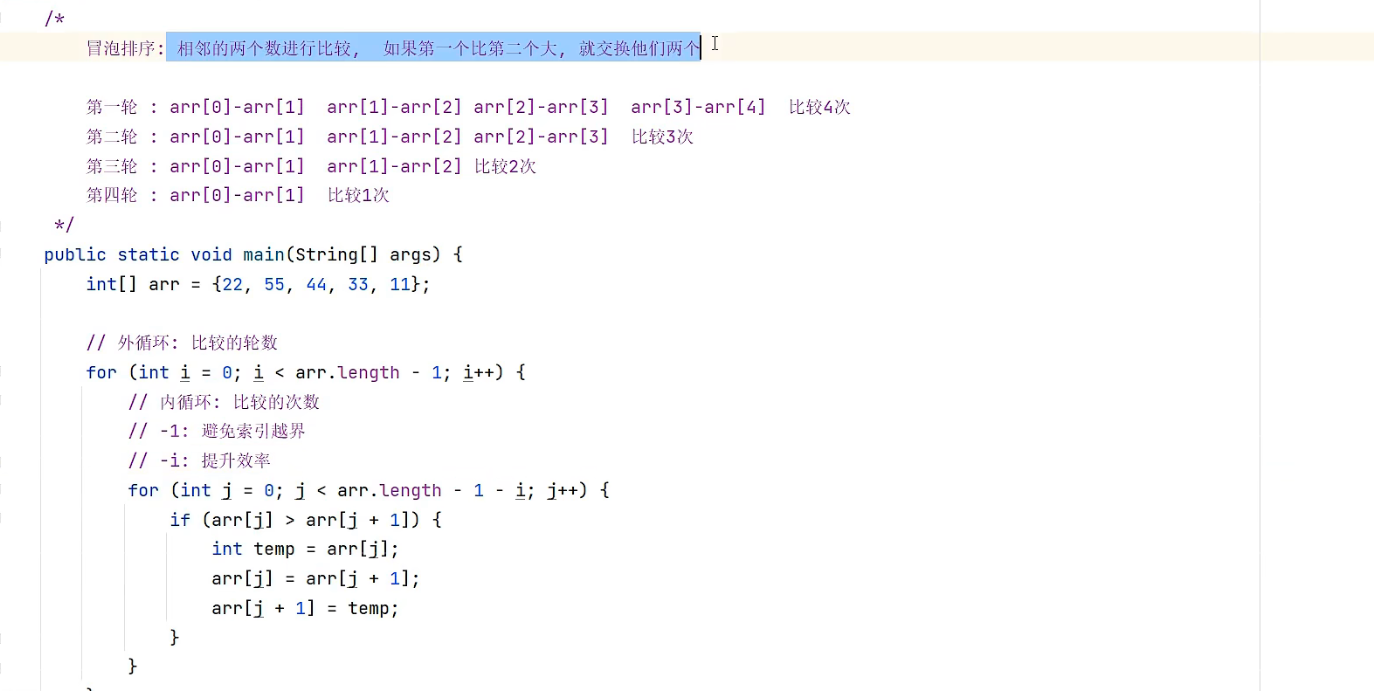 /*
冒泡排序: 相邻的两个数进行比较, 如果第一个比第二个大, 就交换他们两个
第一轮 : arr[0]-arr[1] arr[1]-arr[2] arr[2]-arr[3] arr[3]-arr[4] 比较4次
第二轮 : arr[0]-arr[1] arr[1]-arr[2] arr[2]-arr[3] 比较3次
第三轮 : arr[0]-arr[1] arr[1]-arr[2] 比较2次
第四轮 : arr[0]-arr[1] 比较1次
*/
public static void main(String[] args) {
int[] arr = {22, 55, 44, 33, 11};
// 外循环: 比较的轮数
for (int i = 0; i < arr.length - 1; i++) {
// 内循环: 比较的次数
// -1: 避免索引越界
// -i: 提升效率
for (int j = 0; j < arr.length - 1 - i; j++) {
if (arr[j] > arr[j + 1]) {
int temp = arr[j];
arr[j] = arr[j + 1];
arr[j + 1] = temp;
}
}